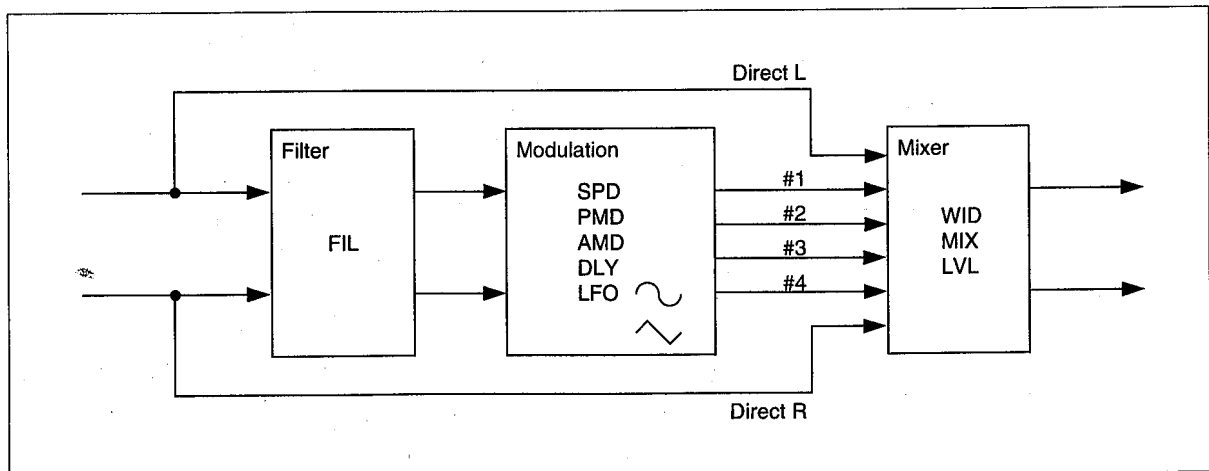 Direct L
Filter
FIL
Modulation
SPD
PMD
AMD
DLY
LFO
#1
#2
#3
#4
Mixer
WID
MIX
LVL
Direct R